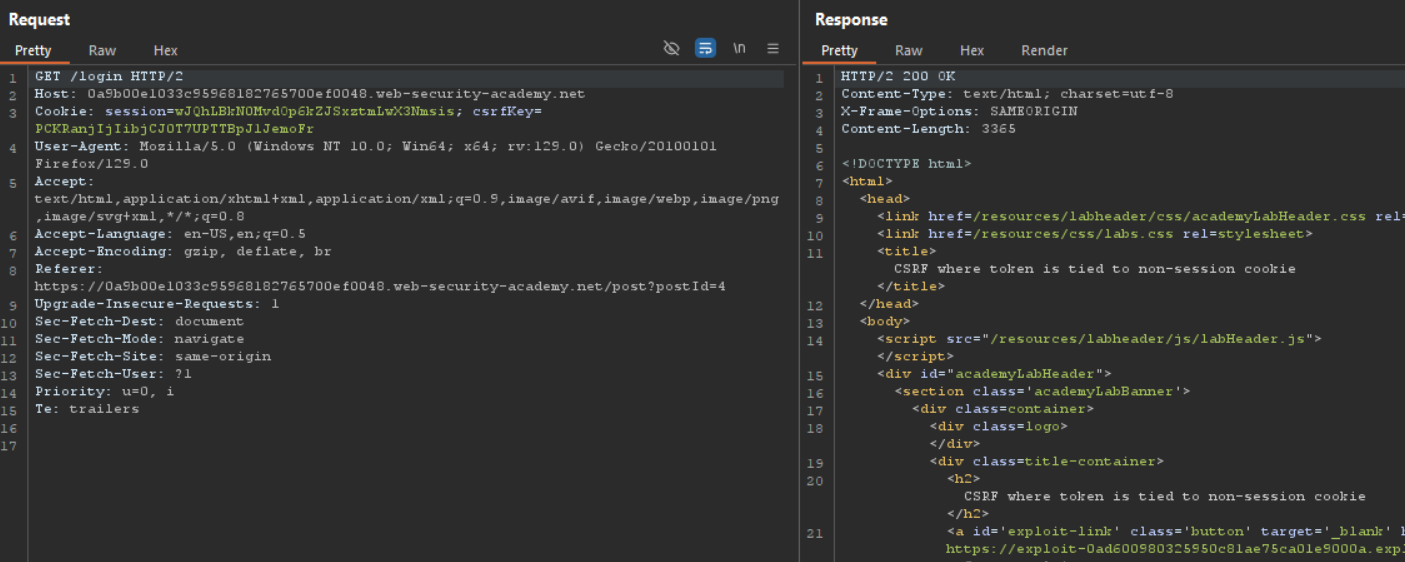 Request
Pretty Raw Hex
\n
1 GET /login HTTP/2
2 Host: 0a9b00e1033c95968182765700ef0048.web-security-academy.net
3 Cookie: session=wJQhLBkN0MvdOp6kZJSxztmLwX3Nmsis; csrfKey=
PCKRanjIjIibjCJOT7UPTTBpJ1JemoFr
4 User-Agent: Mozilla/5.0 (Windows NT 10.0; Win64; x64; rv:129.0) Gecko/20100101
Firefox/129.0
5 Accept:
text/html,application/xhtml+xml,application/xml;q=0.9,image/avif,image/webp,image/png
,image/svg+xml,*/*;q=0.8
6 Accept-Language: en-US,en;q=0.5
7 Accept-Encoding: gzip, deflate, br
8 Referer:
https://0a9b00e1033c95968182765700ef0048.web-security-academy.net/post?postId=4
9 Upgrade-Insecure-Requests: 1
10 Sec-Fetch-Dest: document
11 Sec-Fetch-Mode: navigate
12 Sec-Fetch-Site: same-origin
13 Sec-Fetch-User: ?1
14 Priority: u=0, i
15 Te: trailers
16
17
Response
Pretty Raw Hex Render
1 HTTP/2 200 OK
2 Content-Type: text/html; charset=utf-8
3 X-Frame-Options: SAMEORIGIN
4 Content-Length: 3365
5
6 <!DOCTYPE html>
7 <html>
8 <head>
9 <link href=/resources/labheader/css/academyLabHeader.css rel=
10 <link href=/resources/css/labs.css rel=stylesheet>
11 <title>
CSRF where token is tied to non-session cookie
</title>
12 </head>
13 <body>
14 <script src="/resources/labheader/js/labHeader.js">
</script>
15 <div id="academyLabHeader">
16 <section class='academyLabBanner'>
17 <div class=container>
18 <div class=logo>
</div>
19 <div class=title-container>
20 <h2>
CSRF where token is tied to non-session cookie
</h2>
21 <a id='exploit-link' class='button' target='_blank'
https://exploit-0ad600980325950c81ae75ca01e9000a.expl